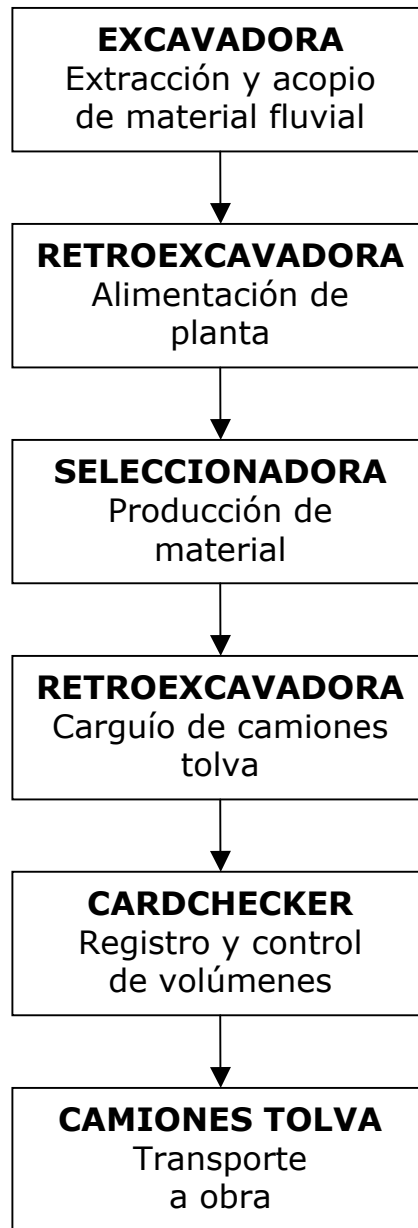 EXCAVADORA
Extracción y acopio
de material fluvial
RETROEXCAVADORA
Alimentación de
planta
SELECCIONADORA
Producción de
material
RETROEXCAVADORA
Carguío de camiones
tolva
CARDCHECKER
Registro y control
de volúmenes
CAMIONES TOLVA
Transporte
a obra